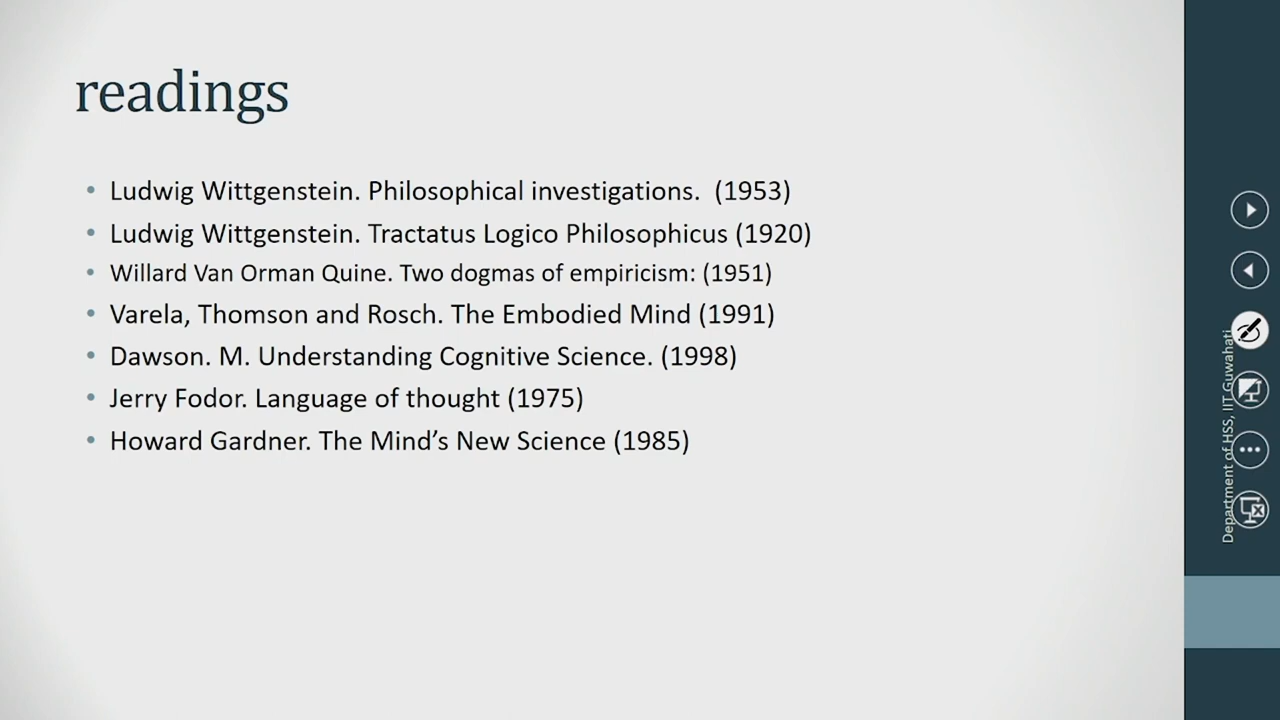 readings
• Ludwig Wittgenstein. Philosophical investigations. (1953)
• Ludwig Wittgenstein. Tractatus Logico Philosophicus (1920)
• Willard Van Orman Quine. Two dogmas of empiricism: (1951)
• Varela, Thomson and Rosch. The Embodied Mind (1991)
• Dawson. M. Understanding Cognitive Science. (1998)
• Jerry Fodor. Language of thought (1975)
• Howard Gardner. The Mind’s New Science (1985)
Department of HSS, IIT Guwahati